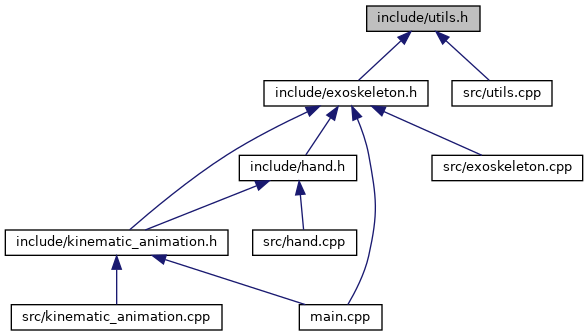 include/utils.h
include/exoskeleton.h
src/utils.cpp
include/hand.h
src/exoskeleton.cpp
include/kinematic_animation.h
src/hand.cpp
src/kinematic_animation.cpp
main.cpp